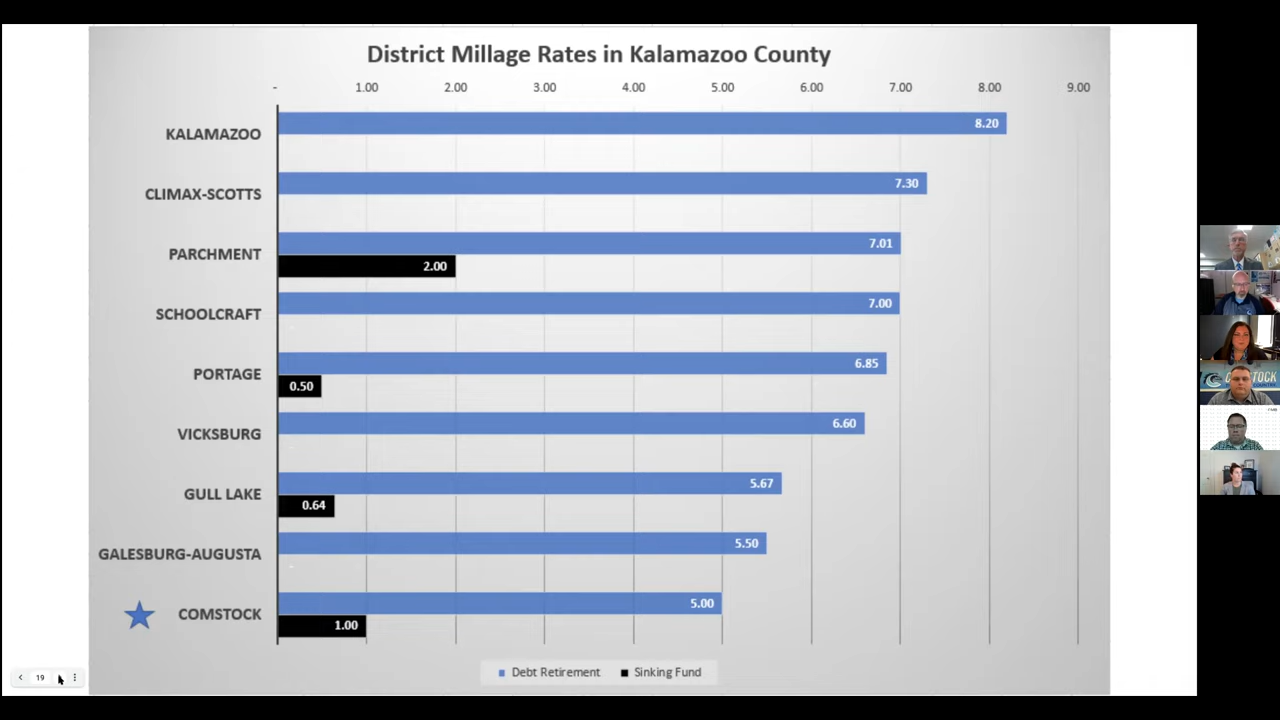 District Millage Rates in Kalamazoo County
- 1.00 2.00 3.00 4.00 5.00 6.00 7.00 8.00 9.00
KALAMAZOO 8.20
CLIMAX-SCOTTS 7.30
PARCHMENT 7.01
2.00
SCHOOLCRAFT 7.00
PORTAGE 6.85
0.50
VICKSBURG 6.60
GULL LAKE 5.67
0.64
GALESBURG-AUGUSTA 5.50
COMSTOCK 5.00
1.00
Debt Retirement Sinking Fund
19